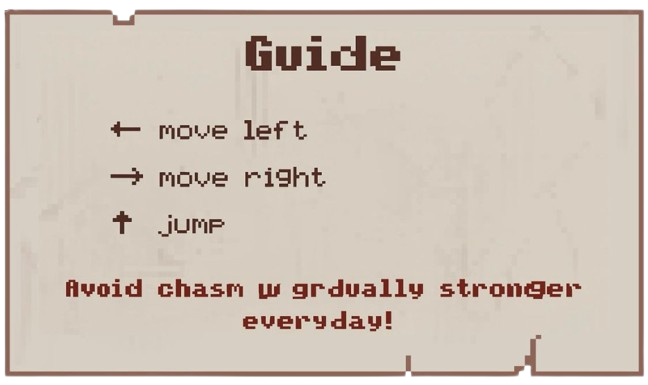 Guide
← move left
→ move right
↑ jump
Avoid chasm grdually stronger
everyday!